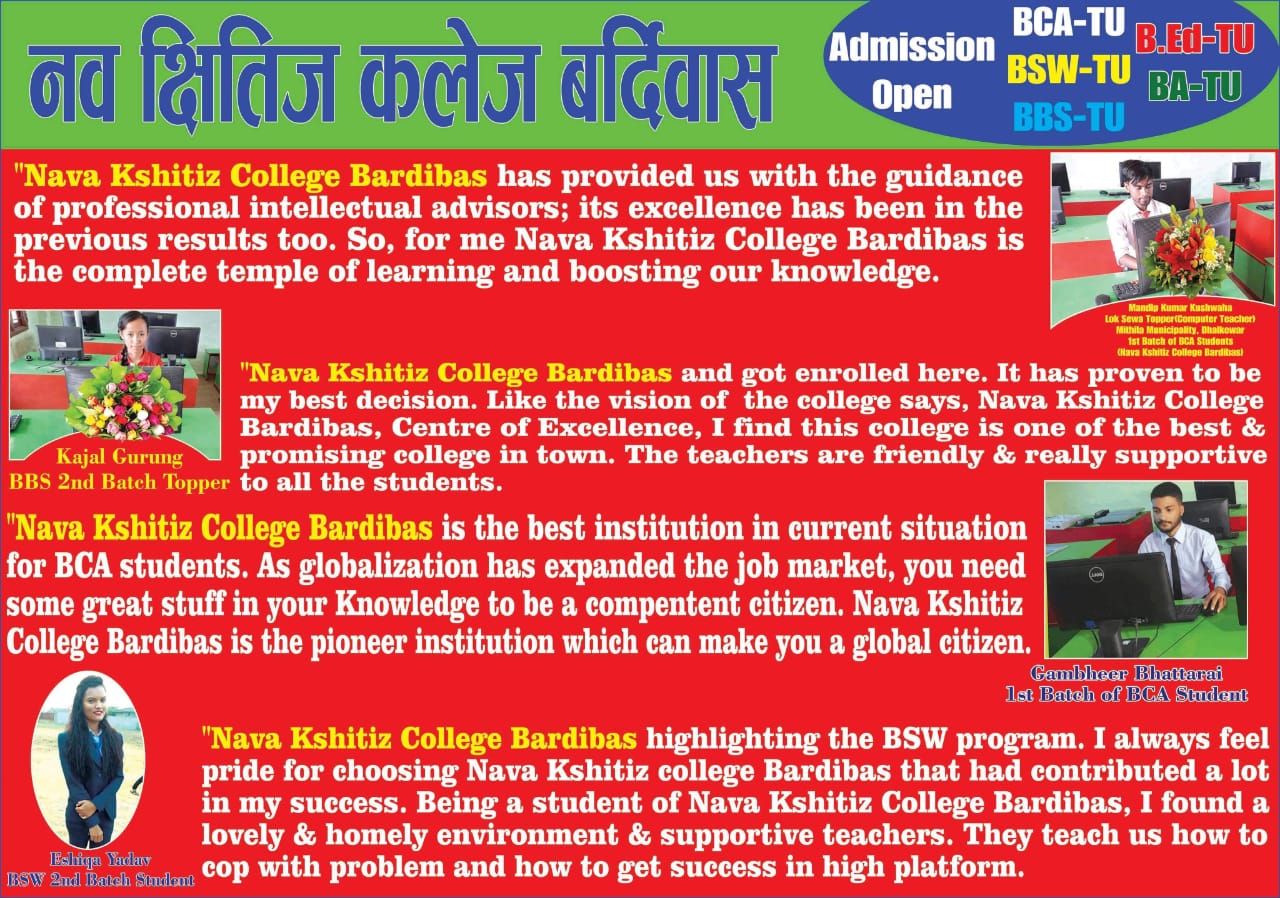 नव क्षितिज कलेज बर्दिवास
Admission
Open
BCA-TU
BSW-TU
BBS-TU
B.Ed-TU
BA-TU
"Nava Kshitiz College Bardibas has provided us with the guidance
of professional intellectual advisors; its excellence has been in the
previous results too. So, for me Nava Kshitiz College Bardibas is
the complete temple of learning and boosting our knowledge.
Mandip Kumar Kushwaha
Lok Sewa Topper(Computer Teacher)
Mithila Municipality, Dhalkewar
1st Batch of BCA Students
(Nava Kshitiz College Bardibas)
"Nava Kshitiz College Bardibas and got enrolled here. It has proven to be
my best decision. Like the vision of the college says, Nava Kshitiz College
Bardibas, Centre of Excellence, I find this college is one of the best &
promising college in town. The teachers are friendly & really supportive
to all the students.
Kajal Gurung
BBS 2nd Batch Topper
"Nava Kshitiz College Bardibas is the best institution in current situation
for BCA students. As globalization has expanded the job market, you need
some great stuff in your Knowledge to be a compentent citizen. Nava Kshitiz
College Bardibas is the pioneer institution which can make you a global citizen.
DELL
Gambheer Bhattarai
1st Batch of BCA Student
"Nava Kshitiz College Bardibas highlighting the BSW program. I always feel
pride for choosing Nava Kshitiz college Bardibas that had contributed a lot
in my success. Being a student of Nava Kshitiz College Bardibas, I found a
lovely & homely environment & supportive teachers. They teach us how to
cop with problem and how to get success in high platform.
Eshiqa Yadav
BSW 2nd Batch Student